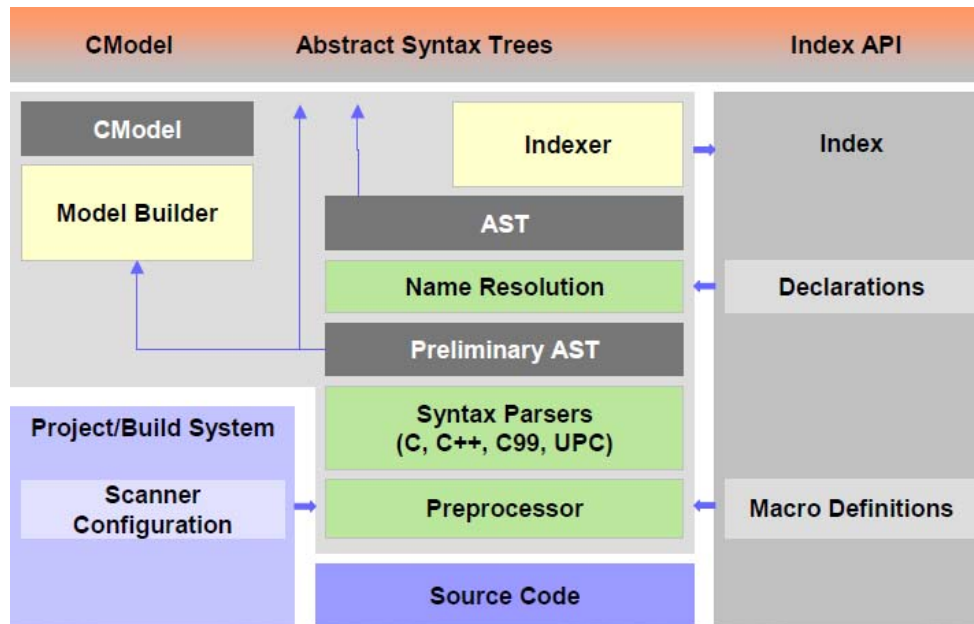 CModel
Abstract Syntax Trees
Index API
CModel
Model Builder
Indexer
Index
AST
Name Resolution
Declarations
Preliminary AST
Syntax Parsers
(C, C++, C99, UPC)
Project/Build System
Scanner
Configuration
Preprocessor
Macro Definitions
Source Code